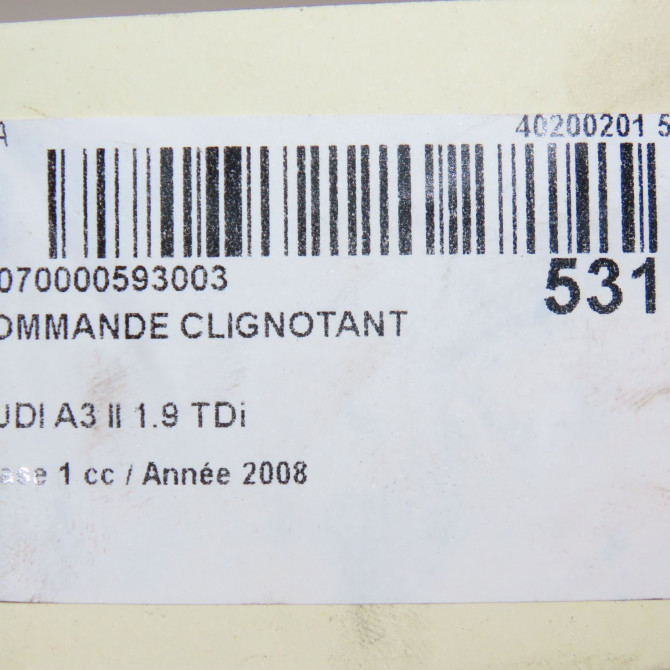 A 40200201 5
070000593003 531
OMMANDE CLIGNOTANT
UDI A3 II 1.9 TDi
ase 1 cc / Année 2008